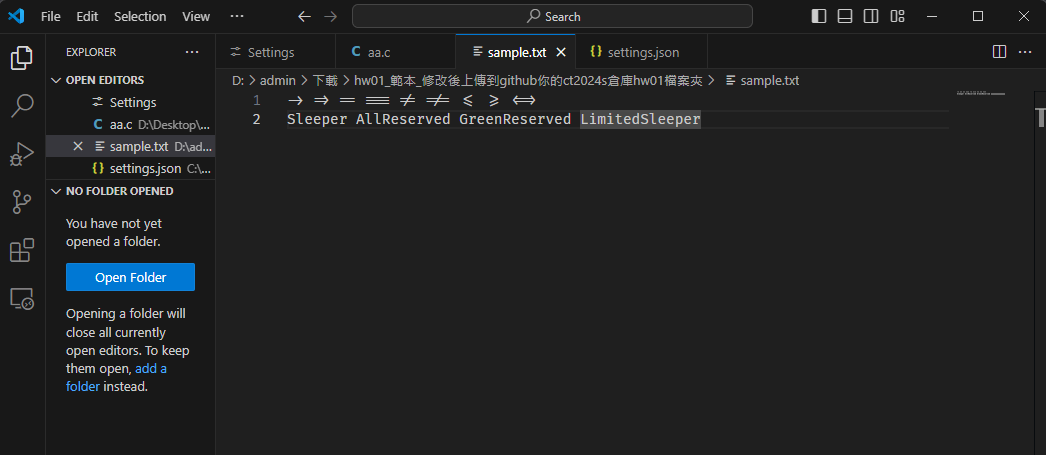 File Edit Selection View ··· Search
EXPLORER ···
Settings aa.c sample.txt settings.json ···
OPEN EDITORS
Settings
aa.c D:\Desktop\...
sample.txt D:\ad...
settings.json C:\...
NO FOLDER OPENED
You have not yet
opened a folder.
Open Folder
Opening a folder will
close all currently
open editors. To keep
them open, add a
folder instead.
D: > admin > 下載 > hw01_範本_修改後上傳到github你的ct2024s倉庫hw01檔案夾 > sample.txt
1 -> => == === != !== <= >= <=>
2 Sleeper AllReserved GreenReserved LimitedSleeper